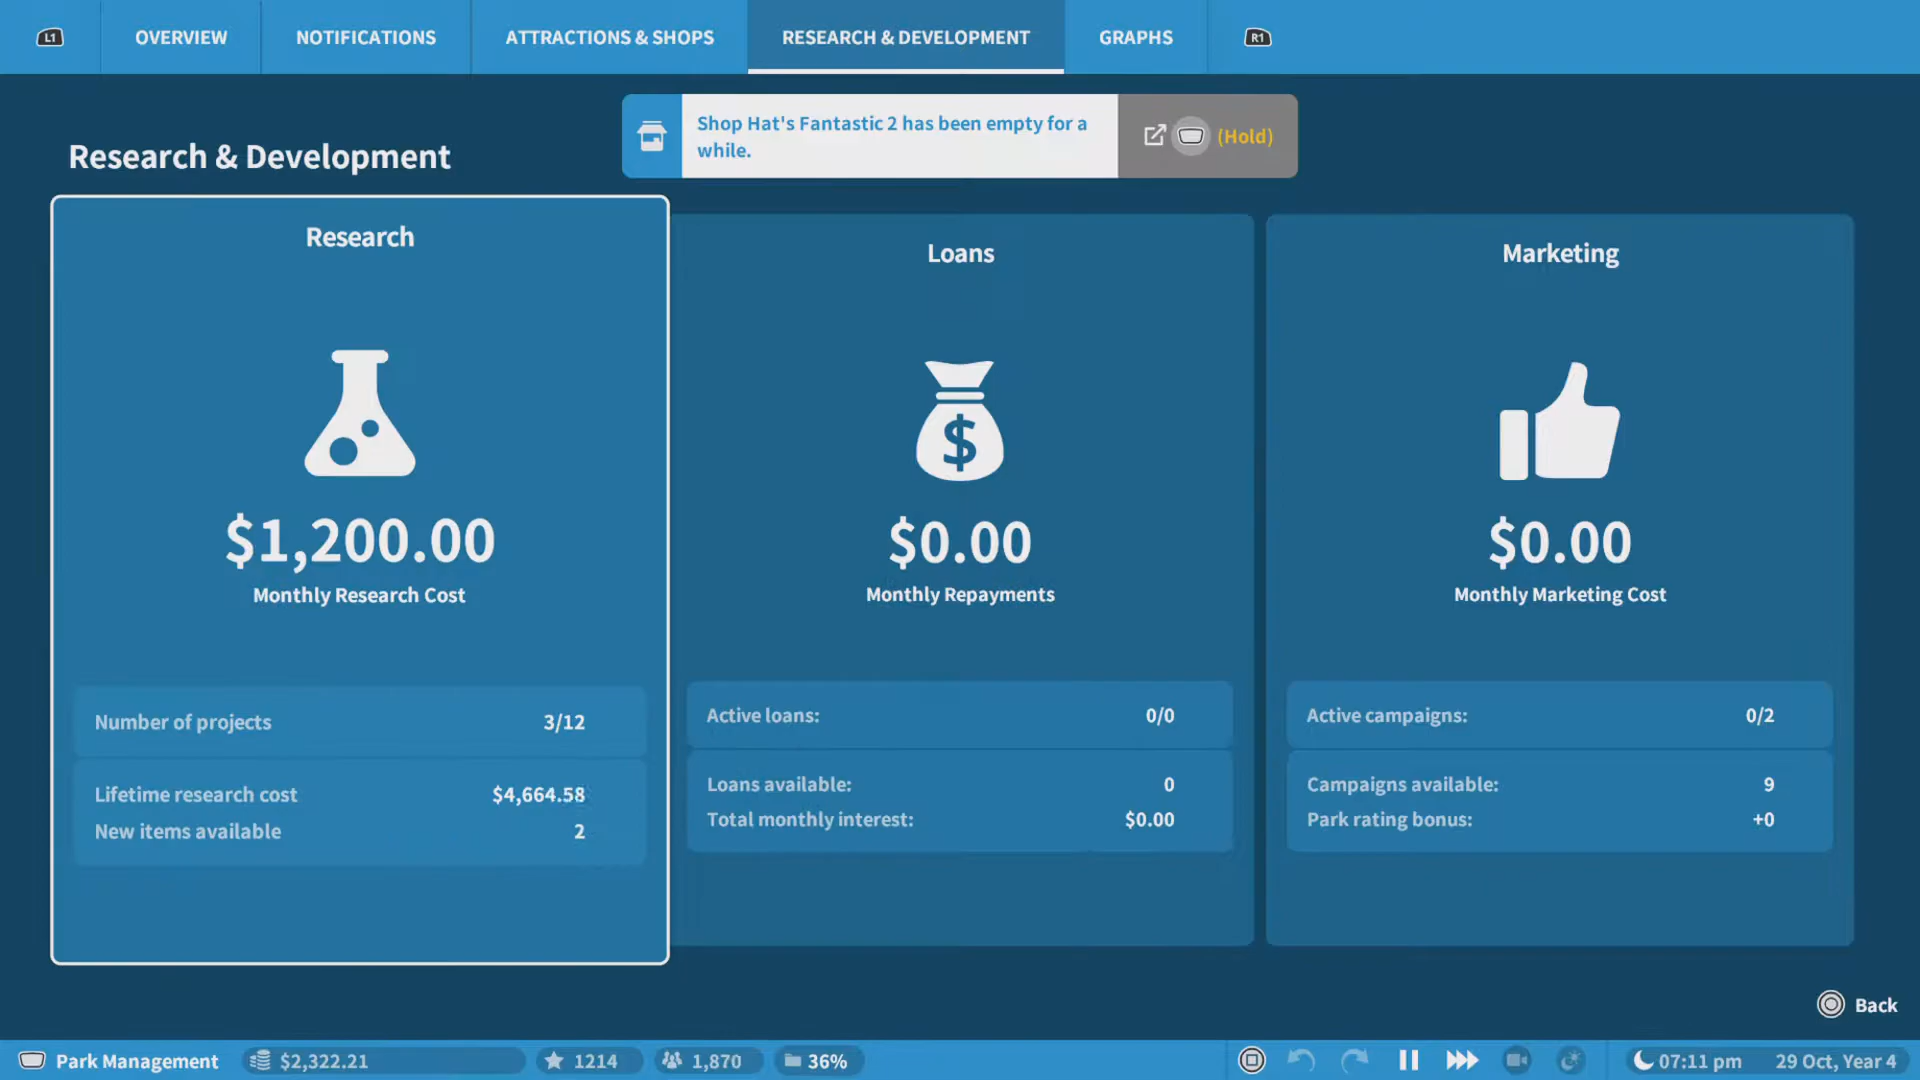 L1
OVERVIEW
NOTIFICATIONS
ATTRACTIONS & SHOPS
RESEARCH & DEVELOPMENT
GRAPHS
R1
Shop Hat's Fantastic 2 has been empty for a
while.
(Hold)
Research & Development
Research
$1,200.00
Monthly Research Cost
Number of projects 3/12
Lifetime research cost $4,664.58
New items available 2
Loans
$
$0.00
Monthly Repayments
Active loans: 0/0
Loans available: 0
Total monthly interest: $0.00
Marketing
$0.00
Monthly Marketing Cost
Active campaigns: 0/2
Campaigns available: 9
Park rating bonus: +0
Back
Park Management
$2,322.21
1214
1,870
36%
07:11 pm
29 Oct, Year 4